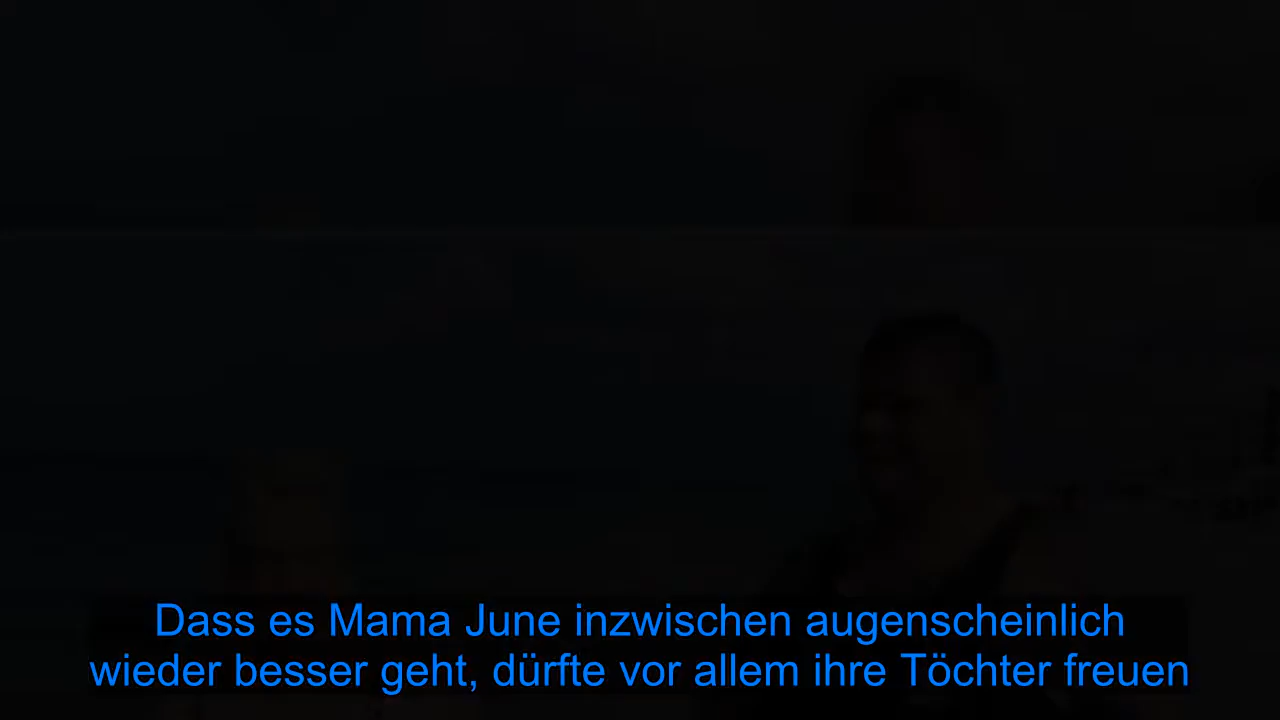 Dass es Mama June inzwischen augenscheinlich
wieder besser geht, dürfte vor allem ihre Töchter freuen